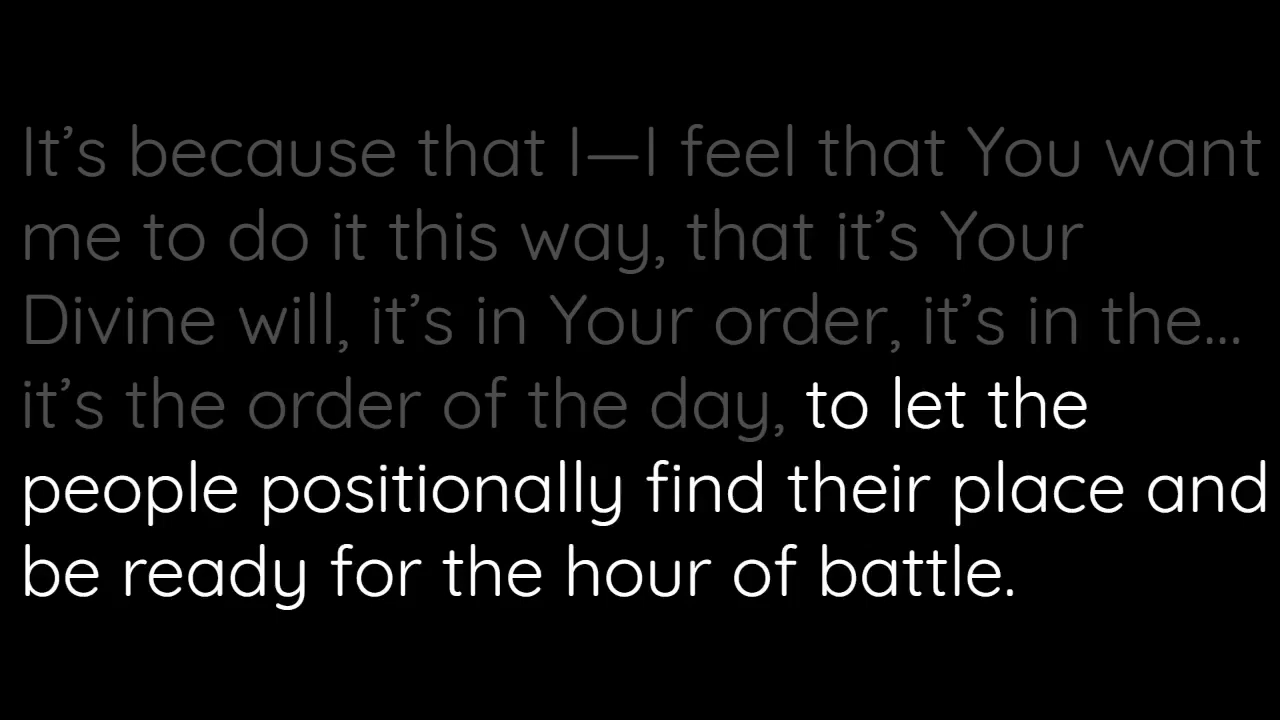 It’s because that I—I feel that You want
me to do it this way, that it’s Your
Divine will, it’s in Your order, it’s in the...
it’s the order of the day, to let the
people positionally find their place and
be ready for the hour of battle.